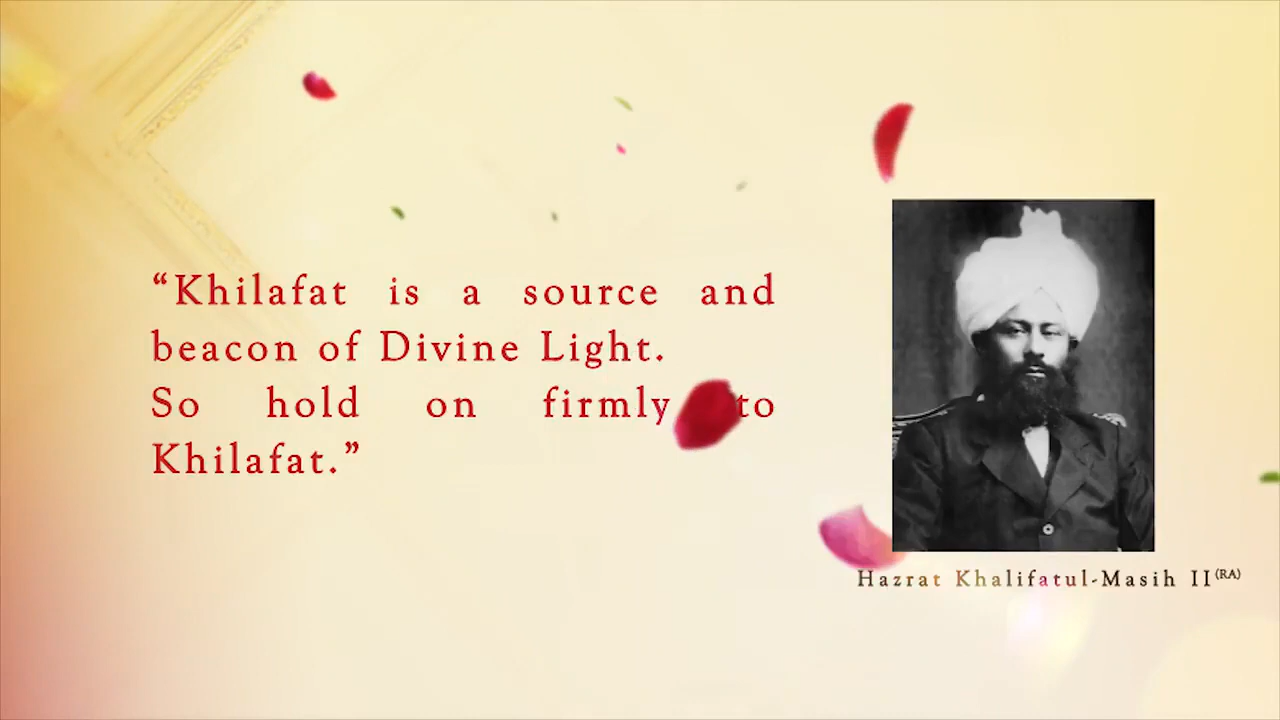 “Khilafat is a source and
beacon of Divine Light.
So hold on firmly to
Khilafat.”
Hazrat Khalifatul-Masih II(RA)